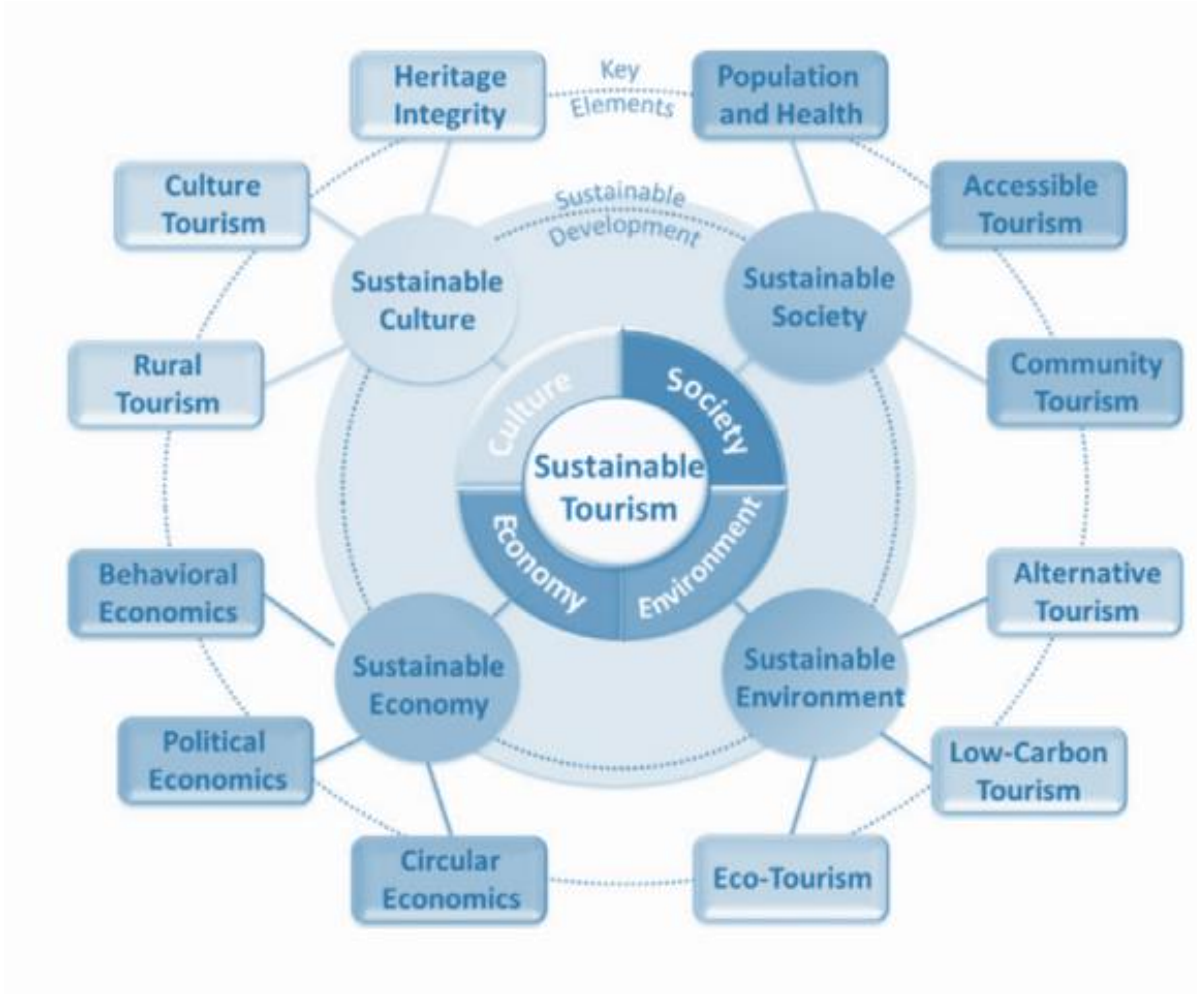 Key
Elements
Heritage
Integrity
Population
and Health
Culture
Tourism
Accessible
Tourism
Sustainable
Development
Sustainable
Culture
Sustainable
Society
Rural
Tourism
Community
Tourism
Culture
Society
Sustainable
Tourism
Economy
Environment
Behavioral
Economics
Alternative
Tourism
Sustainable
Economy
Sustainable
Environment
Political
Economics
Low-Carbon
Tourism
Circular
Economics
Eco-Tourism